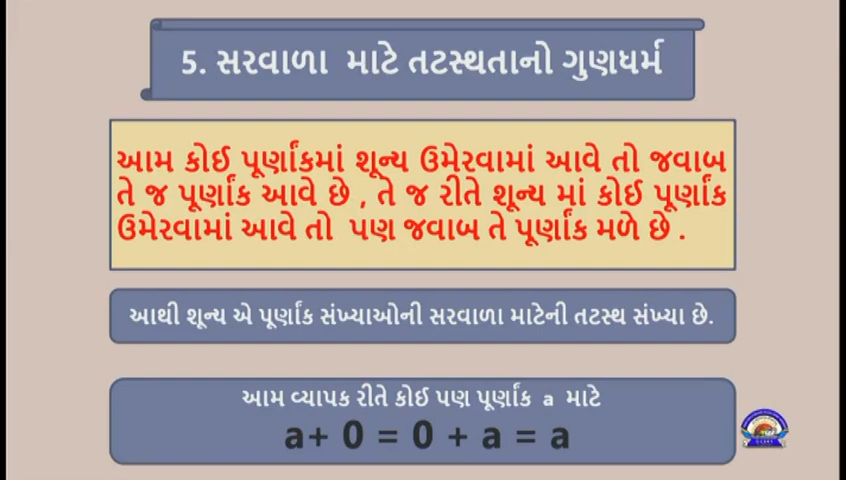 5. સરવાળા માટે તટસ્થતાનો ગુણધર્મ
આમ કોઈ પૂર્ણાંકમાં શૂન્ય ઉમેરવામાં આવે તો જવાબ
તે જ પૂર્ણાંક આવે છે , તે જ રીતે શૂન્ય માં કોઈ પૂર્ણાંક
ઉમેરવામાં આવે તો પણ જવાબ તે પૂર્ણાંક મળે છે .
આથી શૂન્ય એ પૂર્ણાંક સંખ્યાઓની સરવાળા માટેની તટસ્થ સંખ્યા છે.
આમ વ્યાપક રીતે કોઈ પણ પૂર્ણાંક a માટે
a+ 0 = 0 + a = a